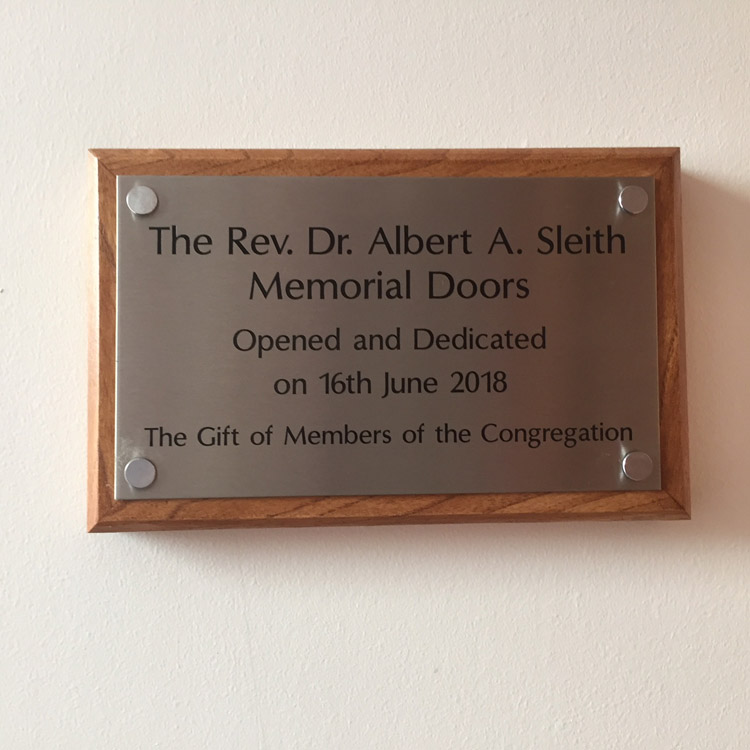 The Rev. Dr. Albert A. Sleith
Memorial Doors
Opened and Dedicated
on 16th June 2018
The Gift of Members of the Congregation